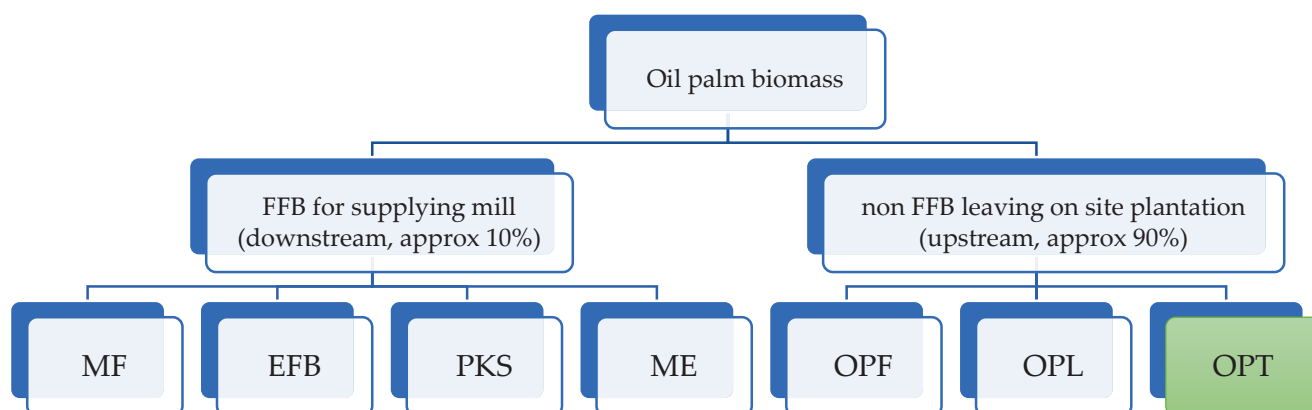 Oil palm biomass
FFB for supplying mill
(downstream, approx 10%)
non FFB leaving on site plantation
(upstream, approx 90%)
MF
EFB
PKS
ME
OPF
OPL
OPT